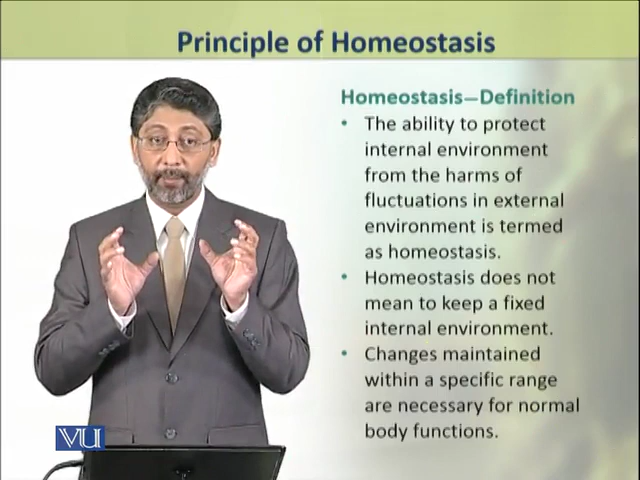 Principle of Homeostasis
Homeostasis—Definition
• The ability to protect
internal environment
from the harms of
fluctuations in external
environment is termed
as homeostasis.
• Homeostasis does not
mean to keep a fixed
internal environment.
• Changes maintained
within a specific range
are necessary for normal
body functions.
VU